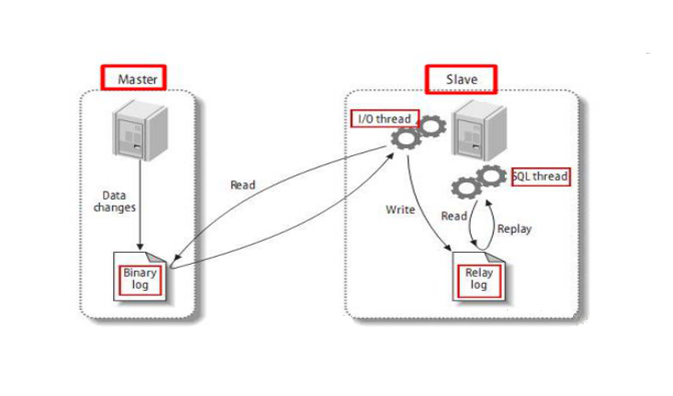 Master
Slave
I/O thread
SQL thread
Data
changes
Read
Write
Read
Replay
Binary
log
Relay
log